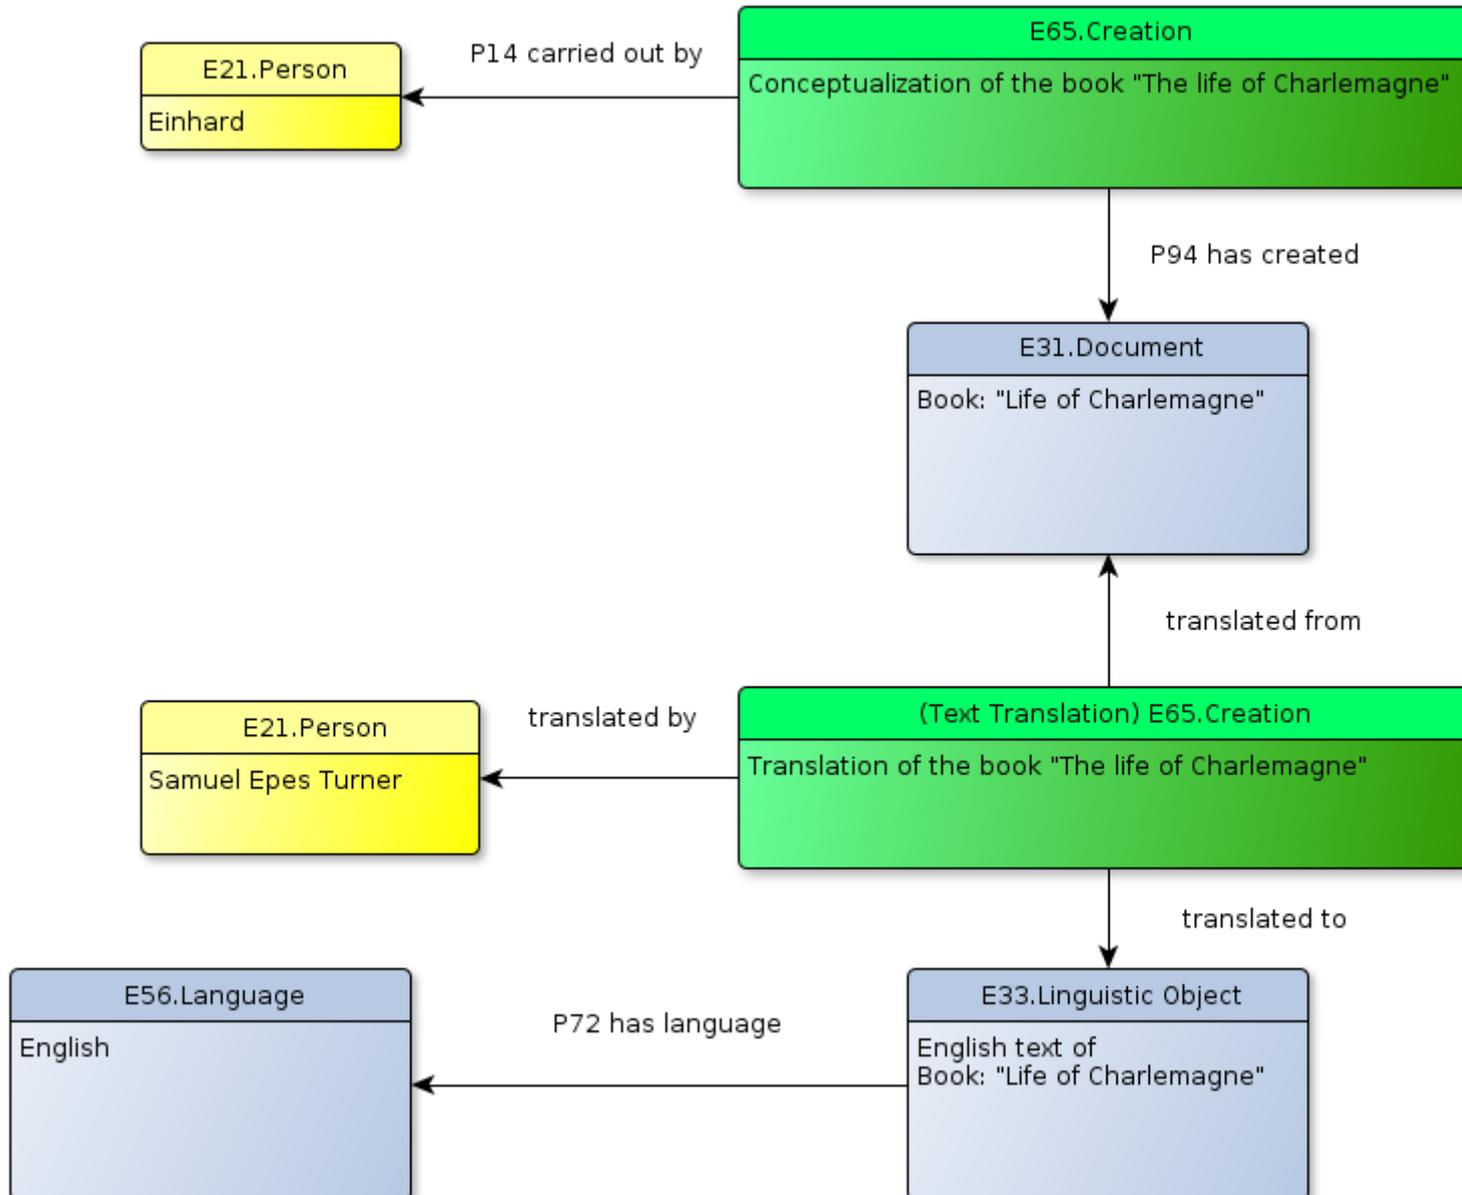 E65.Creation
P14 carried out by
E21.Person
Conceptualization of the book "The life of Charlemagne"
Einhard
P94 has created
E31.Document
Book: "Life of Charlemagne"
translated from
(Text Translation) E65.Creation
translated by
E21.Person
Translation of the book "The life of Charlemagne"
Samuel Epes Turner
translated to
E56.Language
E33.Linguistic Object
P72 has language
English
English text of
Book: "Life of Charlemagne"